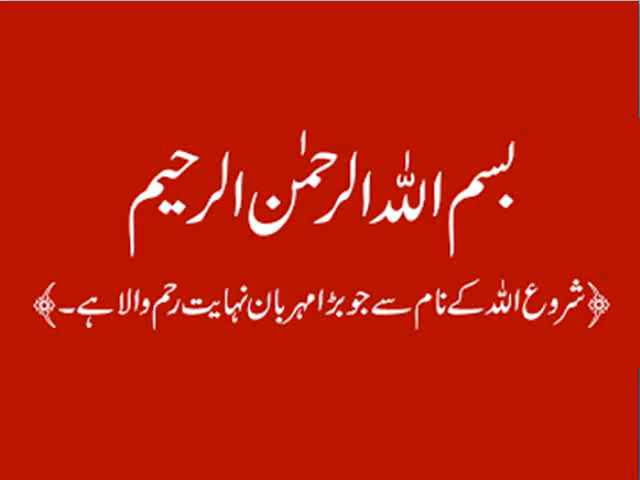 بسم اللہ الرحمٰن الرحیم
﴿شروع اللہ کے نام سے جو بڑا مہربان نہایت رحم والا ہے۔﴾